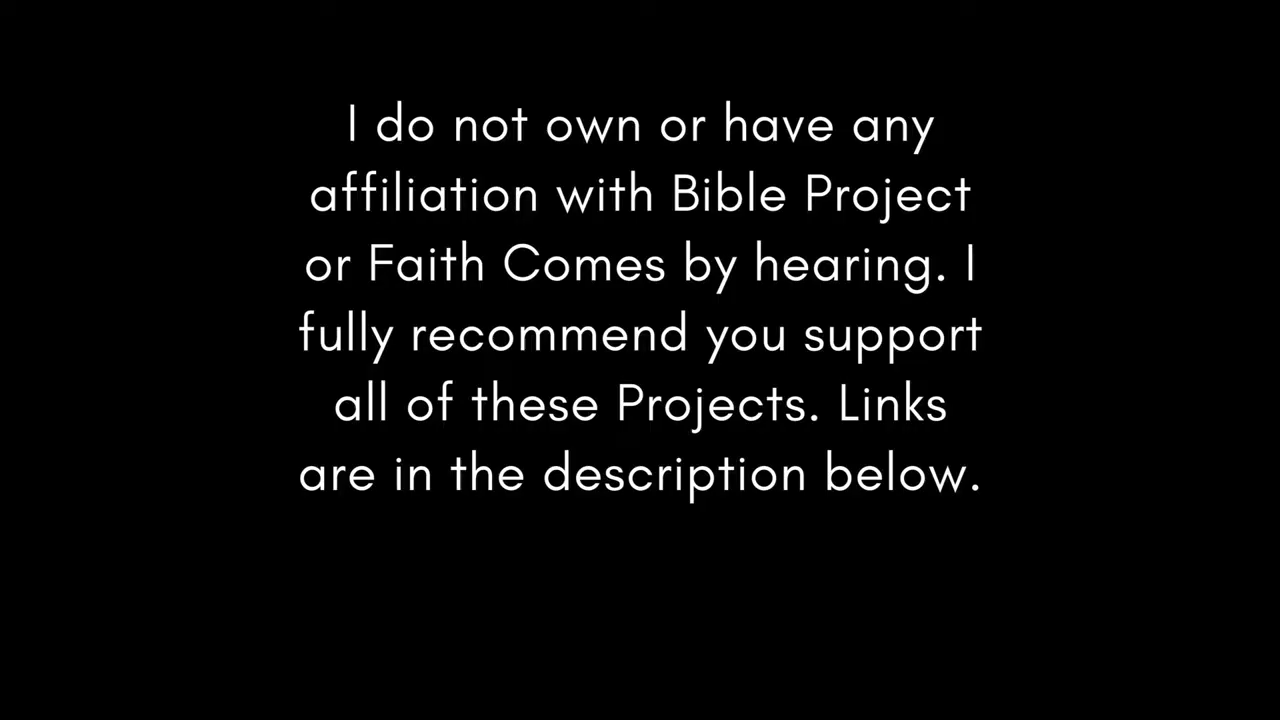 I do not own or have any
affiliation with Bible Project
or Faith Comes by hearing. I
fully recommend you support
all of these Projects. Links
are in the description below.